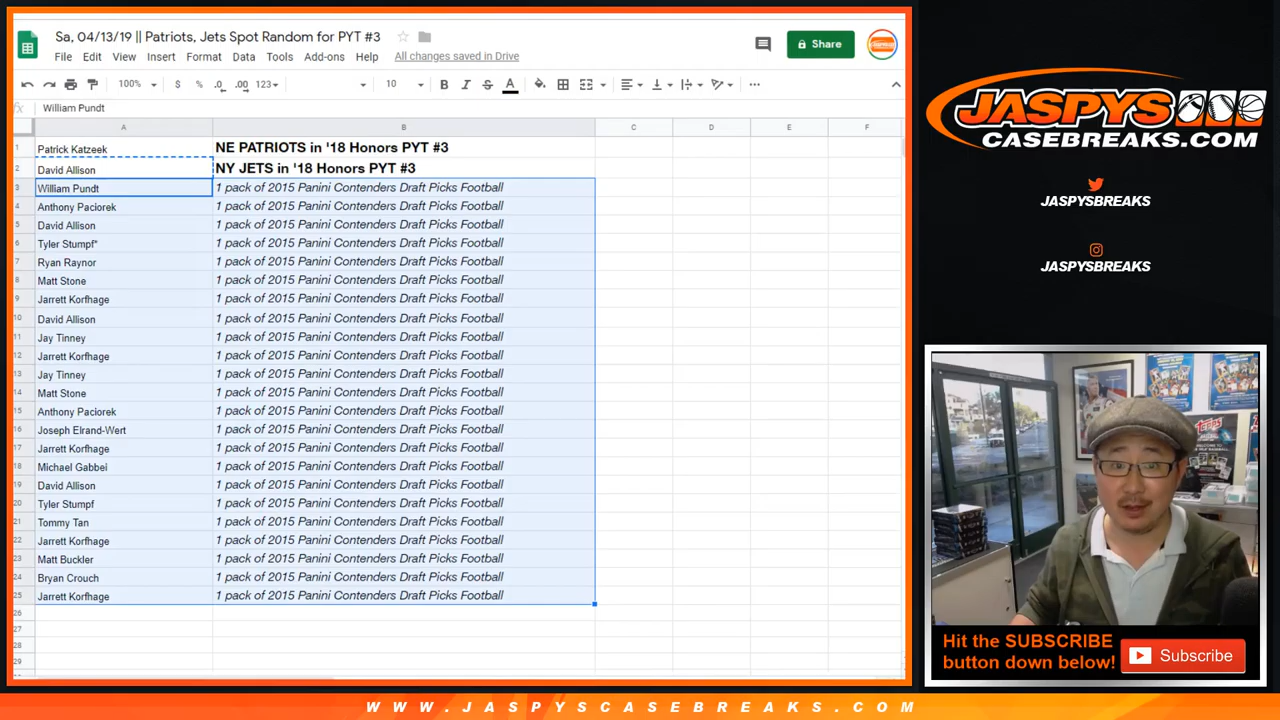 Sa, 04/13/19 || Patriots, Jets Spot Random for PYT #3
File Edit View Insert Format Data Tools Add-ons Help All changes saved in Drive
Share
100% $ % .0 .00 123 10 B I S A
fx William Pundt
A B C D E F
1 Patrick Katzeek NE PATRIOTS in '18 Honors PYT #3
2 David Allison NY JETS in '18 Honors PYT #3
3 William Pundt 1 pack of 2015 Panini Contenders Draft Picks Football
4 Anthony Paciorek 1 pack of 2015 Panini Contenders Draft Picks Football
5 David Allison 1 pack of 2015 Panini Contenders Draft Picks Football
6 Tyler Stumpf* 1 pack of 2015 Panini Contenders Draft Picks Football
7 Ryan Raynor 1 pack of 2015 Panini Contenders Draft Picks Football
8 Matt Stone 1 pack of 2015 Panini Contenders Draft Picks Football
9 Jarrett Korfhage 1 pack of 2015 Panini Contenders Draft Picks Football
10 David Allison 1 pack of 2015 Panini Contenders Draft Picks Football
11 Jay Tinney 1 pack of 2015 Panini Contenders Draft Picks Football
12 Jarrett Korfhage 1 pack of 2015 Panini Contenders Draft Picks Football
13 Jay Tinney 1 pack of 2015 Panini Contenders Draft Picks Football
14 Matt Stone 1 pack of 2015 Panini Contenders Draft Picks Football
15 Anthony Paciorek 1 pack of 2015 Panini Contenders Draft Picks Football
16 Joseph Elrand-Wert 1 pack of 2015 Panini Contenders Draft Picks Football
17 Jarrett Korfhage 1 pack of 2015 Panini Contenders Draft Picks Football
18 Michael Gabbei 1 pack of 2015 Panini Contenders Draft Picks Football
19 David Allison 1 pack of 2015 Panini Contenders Draft Picks Football
20 Tyler Stumpf 1 pack of 2015 Panini Contenders Draft Picks Football
21 Tommy Tan 1 pack of 2015 Panini Contenders Draft Picks Football
22 Jarrett Korfhage 1 pack of 2015 Panini Contenders Draft Picks Football
23 Matt Buckler 1 pack of 2015 Panini Contenders Draft Picks Football
24 Bryan Crouch 1 pack of 2015 Panini Contenders Draft Picks Football
25 Jarrett Korfhage 1 pack of 2015 Panini Contenders Draft Picks Football
26
27
28
29
JASPYS
CASEBREAKS.COM
JASPYSBREAKS
JASPYSBREAKS
Topps
Hit the SUBSCRIBE
button down below!
Subscribe
WWW.JASPYSCASEBREAKS.COM